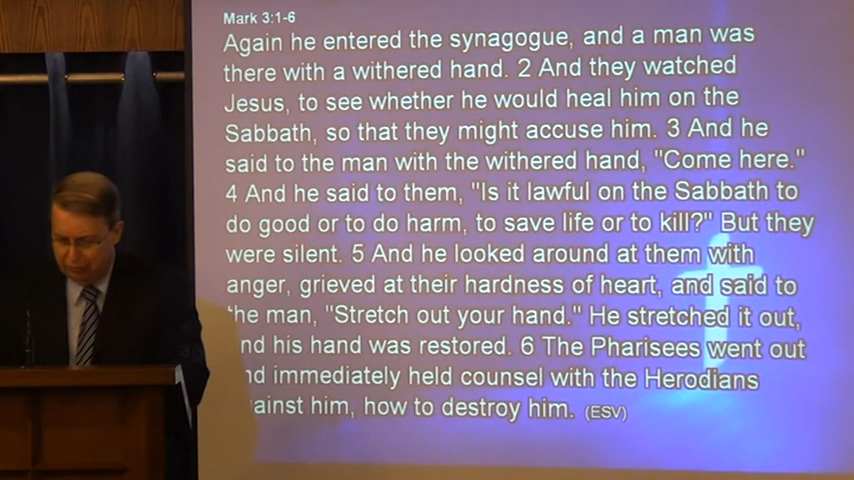 Mark 3:1-6
Again he entered the synagogue, and a man was
there with a withered hand. 2 And they watched
Jesus, to see whether he would heal him on the
Sabbath, so that they might accuse him. 3 And he
said to the man with the withered hand, "Come here."
4 And he said to them, "Is it lawful on the Sabbath to
do good or to do harm, to save life or to kill?" But they
were silent. 5 And he looked around at them with
anger, grieved at their hardness of heart, and said to
the man, "Stretch out your hand." He stretched it out,
nd his hand was restored. 6 The Pharisees went out
nd immediately held counsel with the Herodians
ainst him, how to destroy him. (ESV)